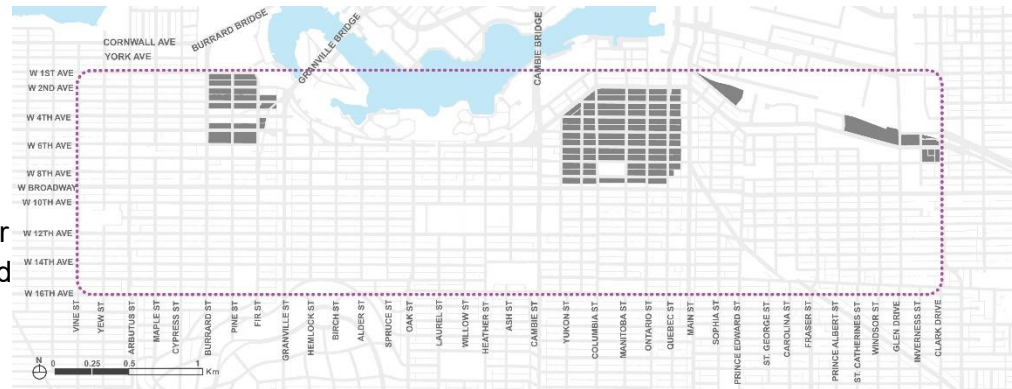 BURRARD BRIDGE
GRANVILLE BRIDGE
CAMBIE BRIDGE
CORNWALL AVE
YORK AVE
W 1ST AVE
W 2ND AVE
W 4TH AVE
W 6TH AVE
W 8TH AVE
W BROADWAY
W 10TH AVE
W 12TH AVE
W 14TH AVE
W 16TH AVE
r
d
VINE ST
YEW ST
ARBUTUS ST
MAPLE ST
CYPRESS ST
BURRARD ST
PINE ST
FIR ST
GRANVILLE ST
HEMLOCK ST
BIRCH ST
ALDER ST
SPRUCE ST
OAK ST
LAUREL ST
WILLOW ST
HEATHER ST
ASH ST
CAMBIE ST
YUKON ST
COLUMBIA ST
MANITOBA ST
ONTARIO ST
QUEBEC ST
MAIN ST
SOPHIA ST
PRINCE EDWARD ST
ST. GEORGE ST
CAROLINA ST
FRASER ST
PRINCE ALBERT ST
ST. CATHERINES ST
WINDSOR ST
GLEN DRIVE
INVERNESS ST
CLARK DRIVE
N
0 0.25 0.5 1
Km